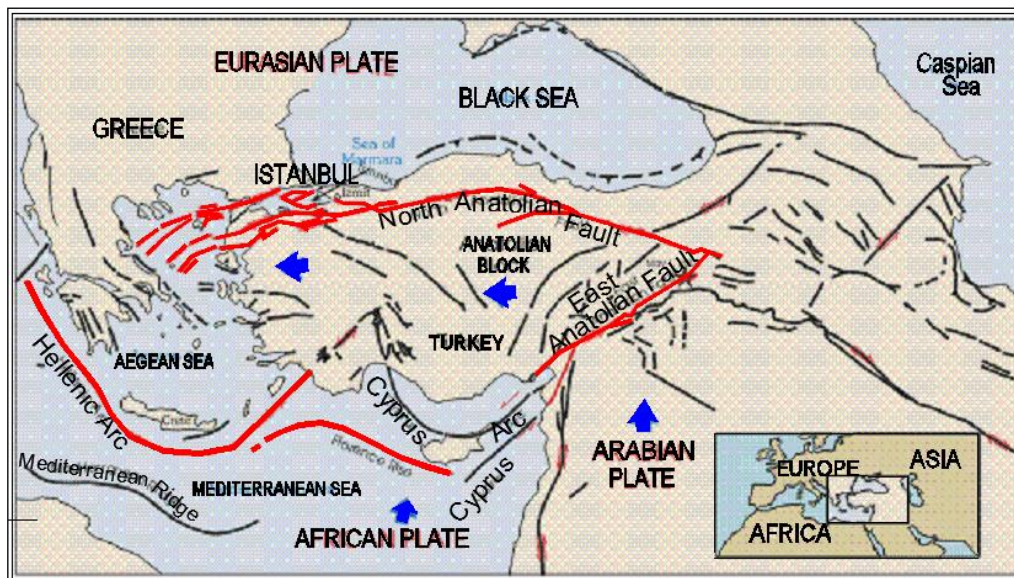 EURASIAN PLATE
Caspian
Sea
BLACK SEA
GREECE
Sea of
Marmara
ISTANBUL
Izmit
North Anatolian
Fault
ANATOLIAN
BLOCK
East
Anatolian Fault
TURKEY
AEGEAN SEA
Hellenic Arc
Cyprus
Arc
Crete
Florence Rise
Cyprus
ARABIAN
PLATE
Mediterranean Ridge
MEDITERRANEAN SEA
AFRICAN PLATE
EUROPE
ASIA
AFRICA